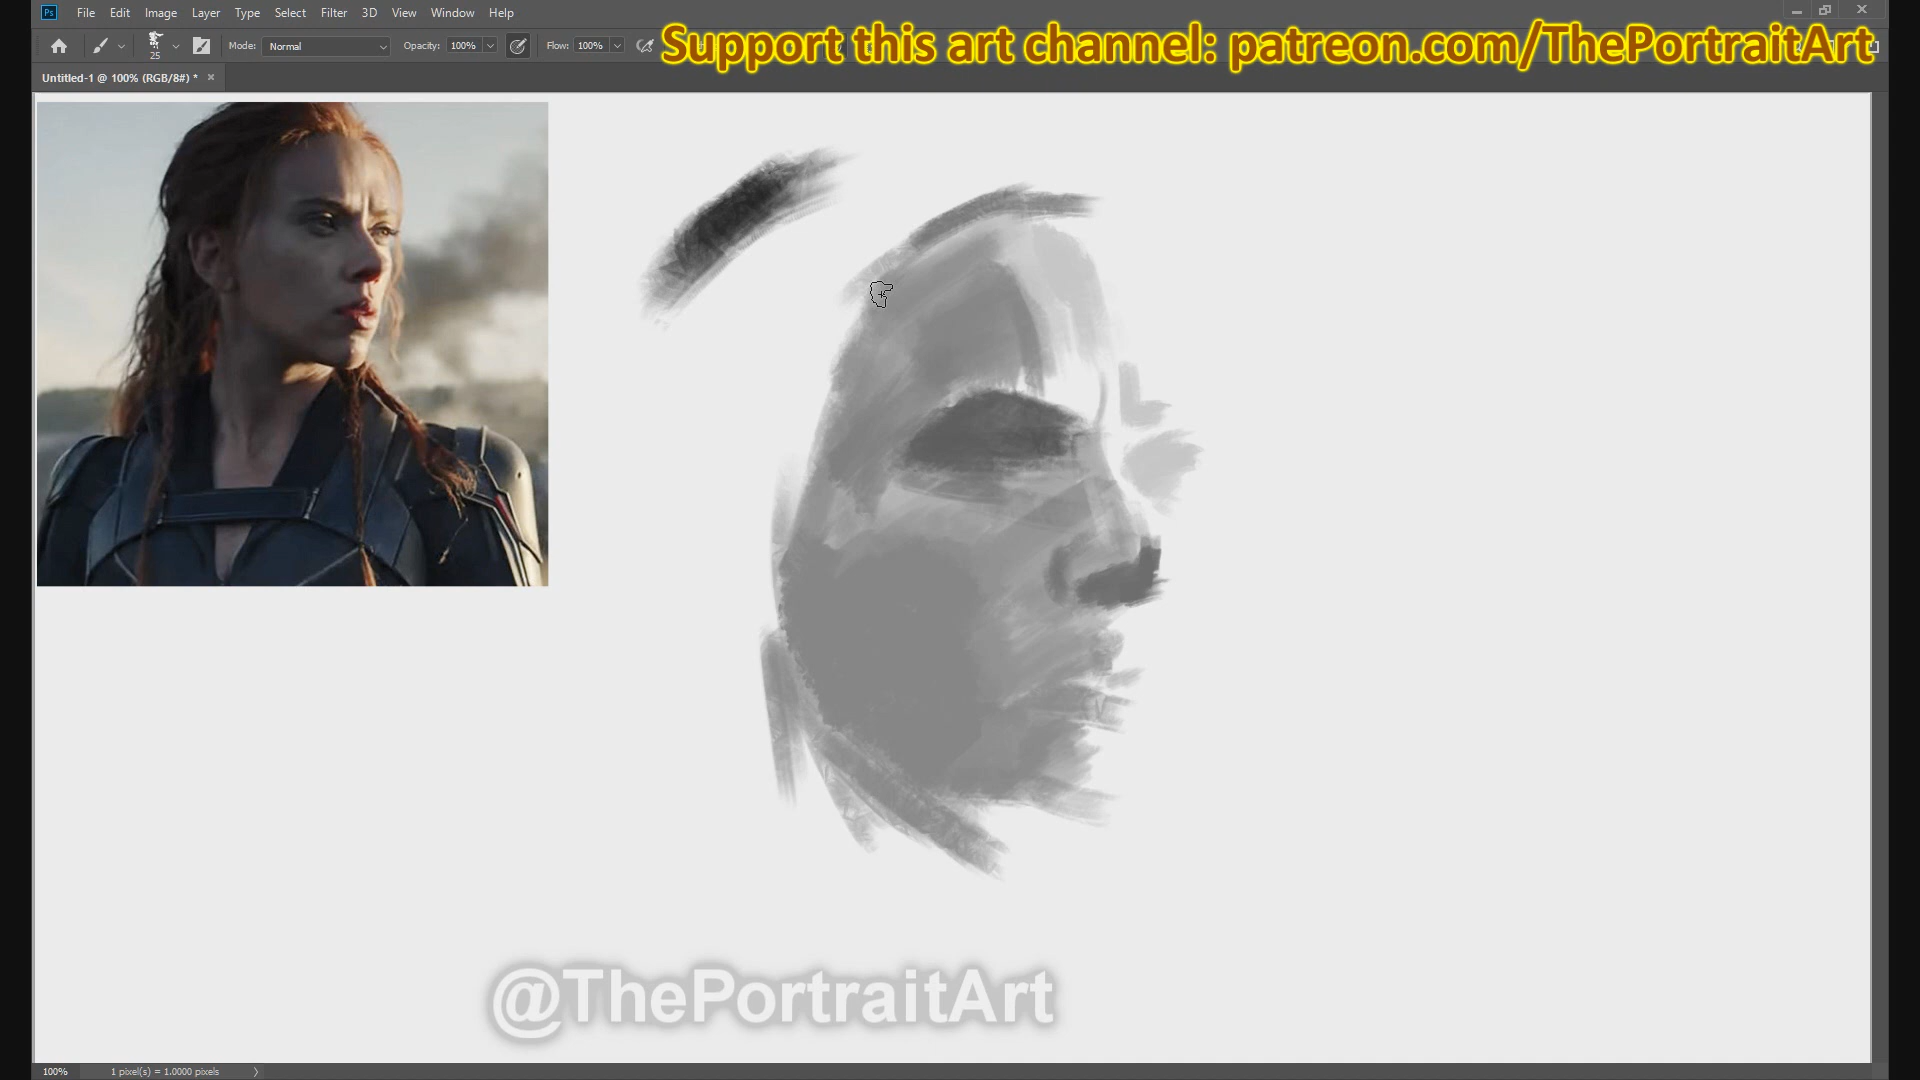 Ps File Edit Image Layer Type Select Filter 3D View Window Help
25 Mode: Normal Opacity: 100% Flow: 100%
Support this art channel: patreon.com/ThePortraitArt
Untitled-1 @ 100% (RGB/8#) *
@ThePortraitArt
100% 1 pixel(s) = 1.0000 pixels